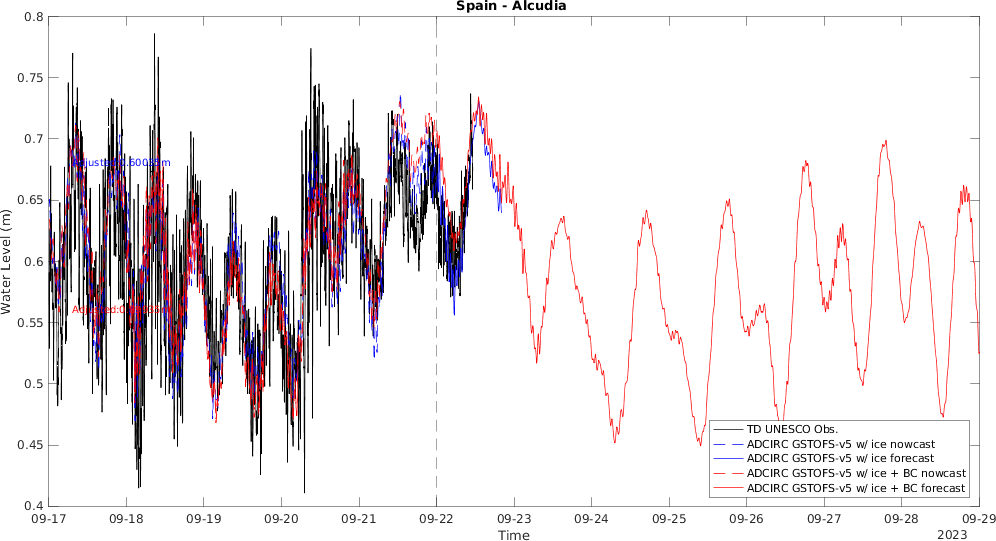 Spain - Alcudia
Water Level (m)
0.8
0.75
0.7
0.65
0.6
0.55
0.5
0.45
0.4
TD UNESCO Obs.
ADCIRC GSTOFS-v5 w/ ice nowcast
ADCIRC GSTOFS-v5 w/ ice forecast
ADCIRC GSTOFS-v5 w/ ice + BC nowcast
ADCIRC GSTOFS-v5 w/ ice + BC forecast
09-17 09-18 09-19 09-20 09-21 09-22 09-23 09-24 09-25 09-26 09-27 09-28 09-29
Time
2023